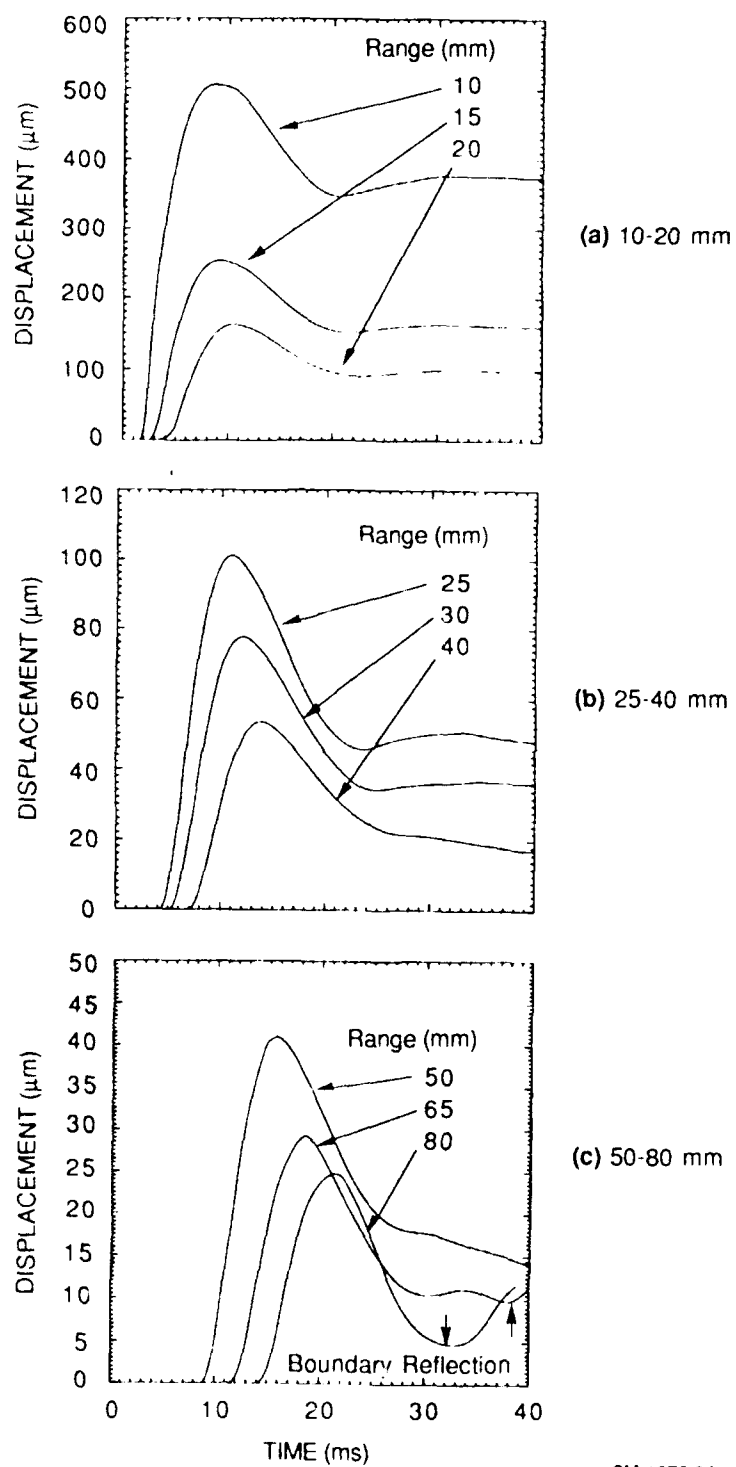 600
500
400
300
200
100
0
DISPLACEMENT (μm)
Range (mm)
10
15
20
(a) 10-20 mm
120
100
80
60
40
20
0
DISPLACEMENT (μm)
Range (mm)
25
30
40
(b) 25-40 mm
50
45
40
35
30
25
20
15
10
5
0
DISPLACEMENT (μm)
Range (mm)
50
65
80
(c) 50-80 mm
Boundary Reflection
0 10 20 30 40
TIME (ms)